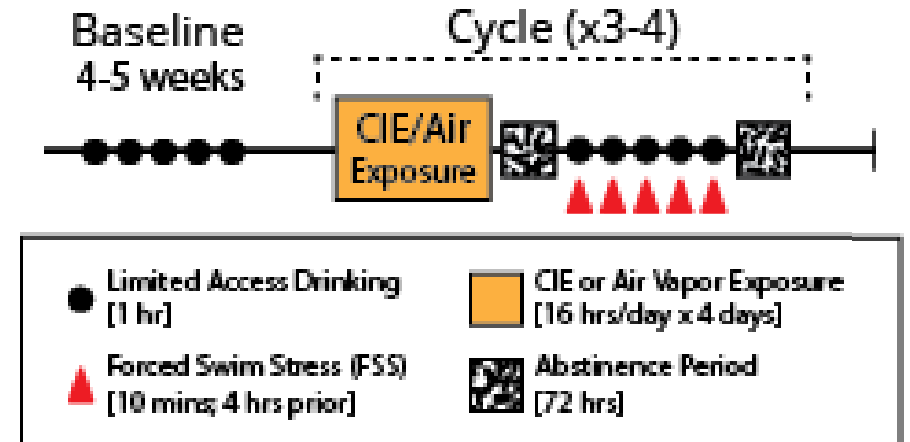 Baseline
4-5 weeks
Cycle (x3-4)
CIE/Air
Exposure
Limited Access Drinking
[1 hr]
CIE or Air Vapor Exposure
[16 hrs/day x 4 days]
Forced Swim Stress (FSS)
[10 mins; 4 hrs prior]
Abstinence Period
[72 hrs]